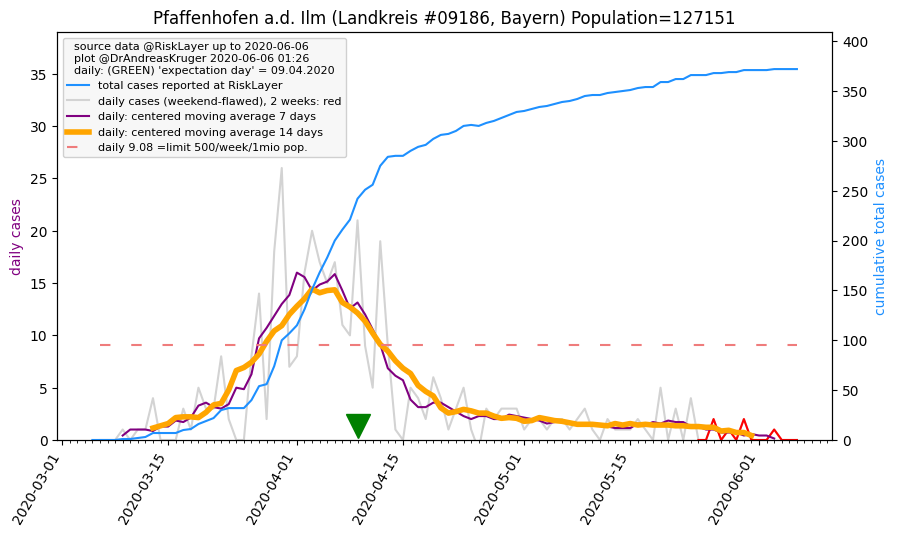 Pfaffenhofen a.d. Ilm (Landkreis #09186, Bayern) Population=127151
source data @RiskLayer up to 2020-06-06
plot @DrAndreasKruger 2020-06-06 01:26
daily: (GREEN) 'expectation day' = 09.04.2020
total cases reported at RiskLayer
daily cases (weekend-flawed), 2 weeks: red
daily: centered moving average 7 days
daily: centered moving average 14 days
daily 9.08 =limit 500/week/1mio pop.
daily cases
0
5
10
15
20
25
30
35
cumulative total cases
0
50
100
150
200
250
300
350
400
2020-03-01
2020-03-15
2020-04-01
2020-04-15
2020-05-01
2020-05-15
2020-06-01